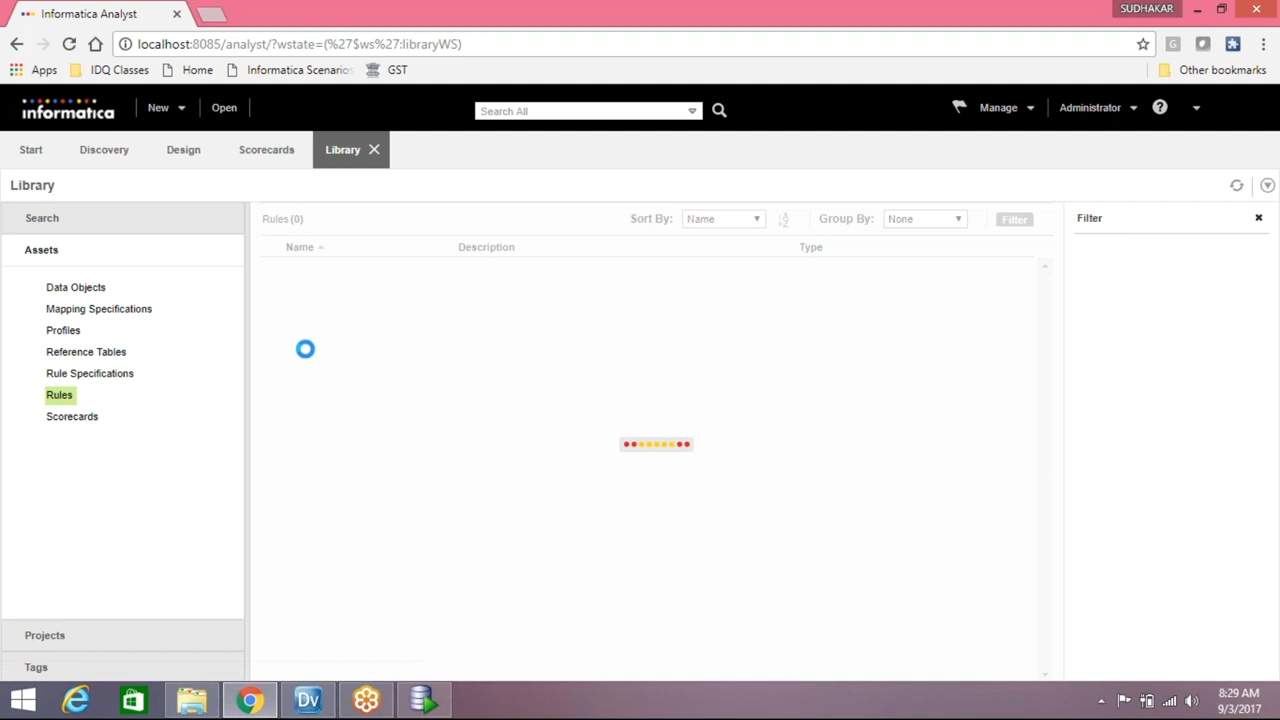 Informatica Analyst
SUDHAKAR
localhost:8085/analyst/?wstate=(%27$ws%27:libraryWS)
G
Apps IDQ Classes Home Informatica Scenarios GST Other bookmarks
informatica New Open Search All Manage Administrator ?
Start Discovery Design Scorecards Library
Library
Search
Rules (0) Sort By: Name Group By: None Filter
Filter
Assets
Name Description Type
Data Objects
Mapping Specifications
Profiles
Reference Tables
Rule Specifications
Rules
Scorecards
Projects
Tags
Dv
8:29 AM
9/3/2017